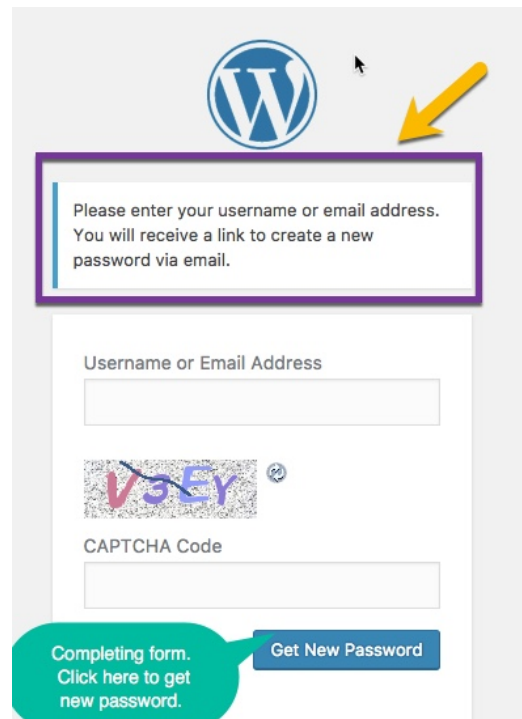 Please enter your username or email address.
You will receive a link to create a new
password via email.
Username or Email Address
V3EY
CAPTCHA Code
Get New Password
Completing form.
Click here to get
new password.